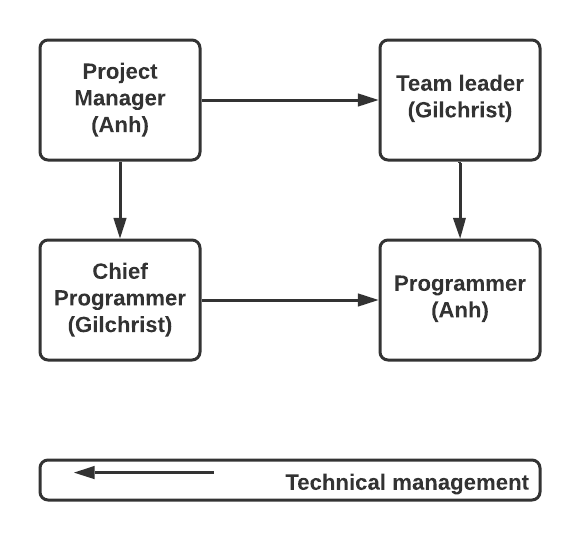 Project
Manager
(Anh)
Team leader
(Gilchrist)
Chief
Programmer
(Gilchrist)
Programmer
(Anh)
Technical management